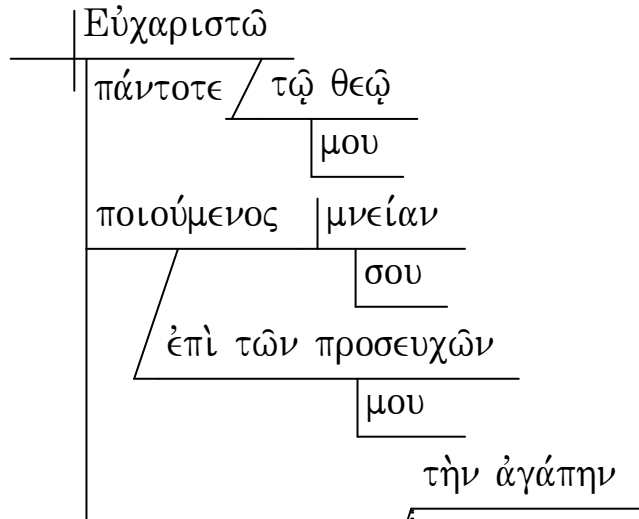 Εὐχαριστῶ
πάντοτε τῷ θεῷ
μου
ποιούμενος μνείαν
σου
ἐπὶ τῶν προσευχῶν
μου
τὴν ἀγάπην